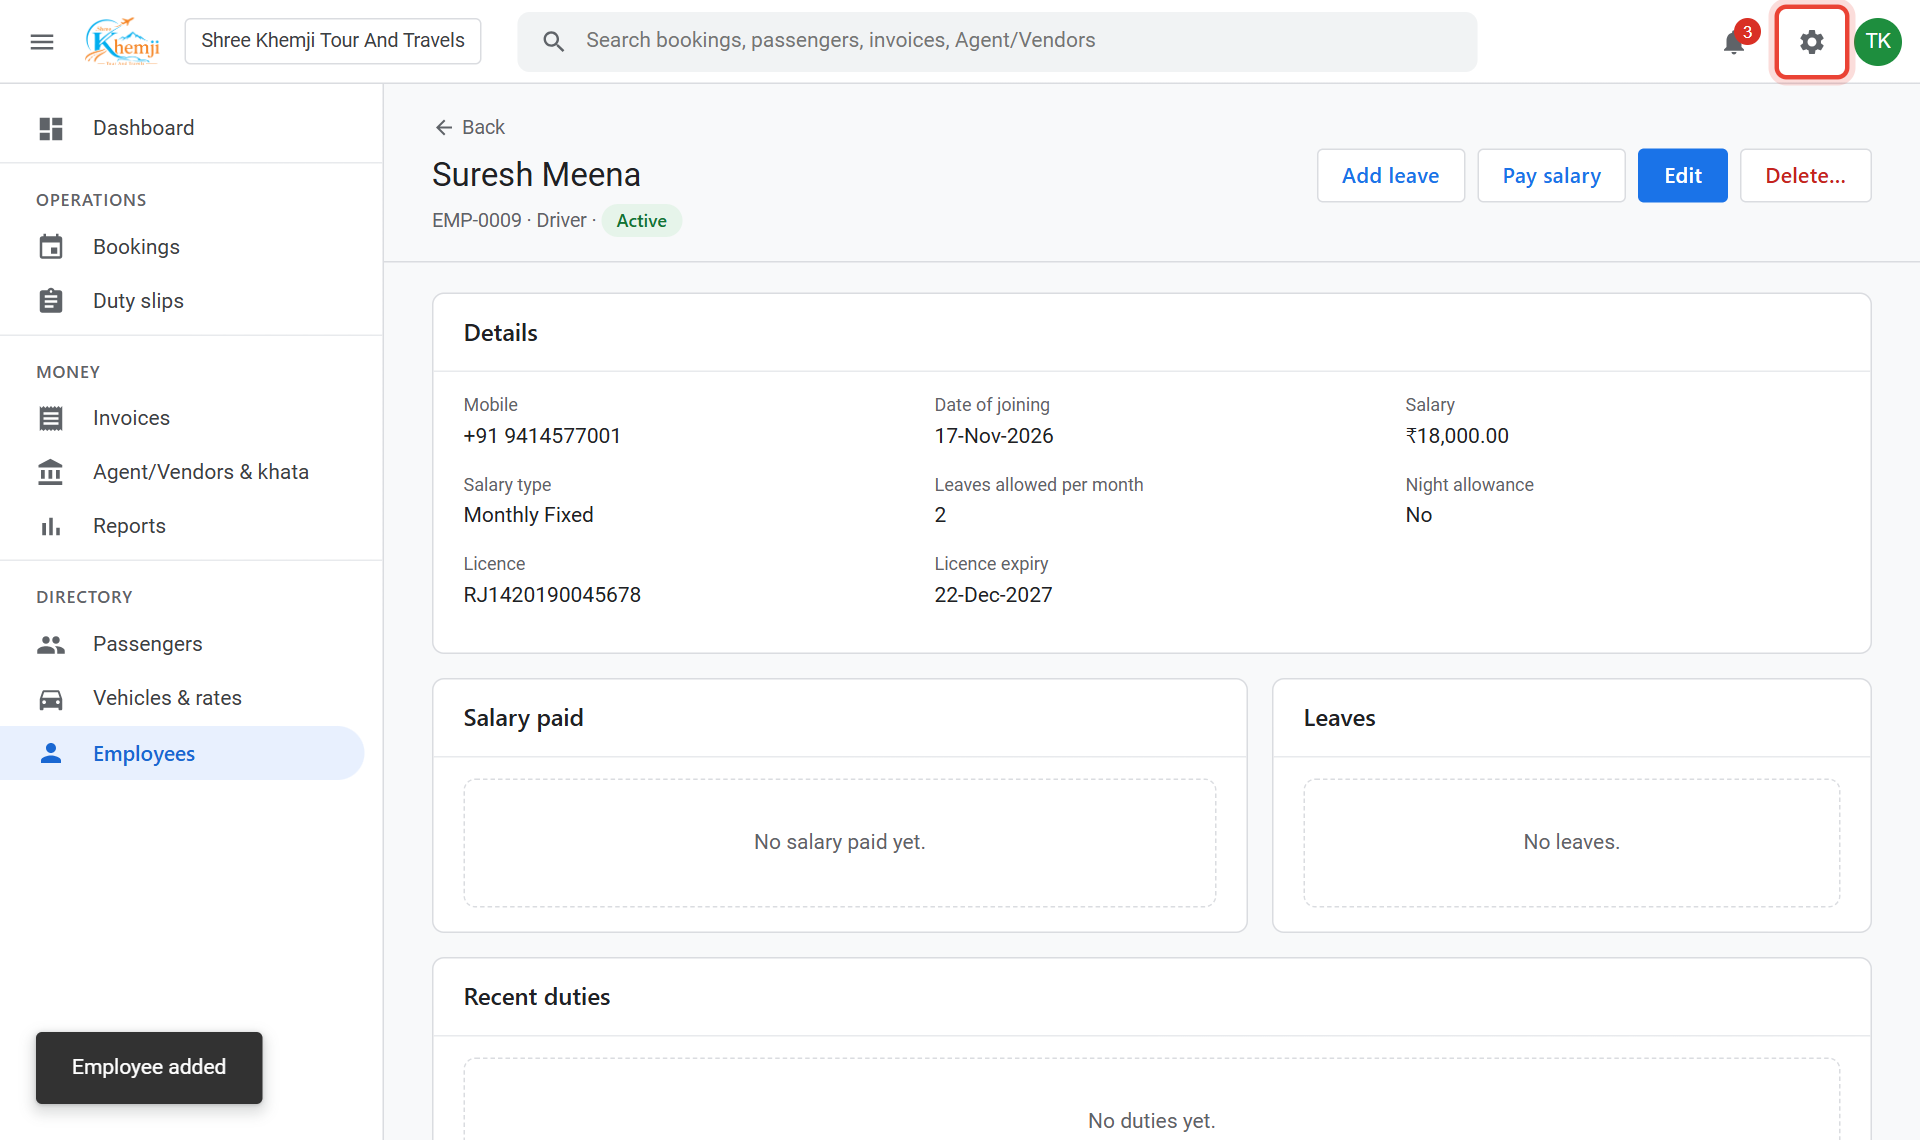 Khemji
Shree Khemji Tour And Travels
Search bookings, passengers, invoices, Agent/Vendors
3
TK
Dashboard
OPERATIONS
Bookings
Duty slips
MONEY
Invoices
Agent/Vendors & khata
Reports
DIRECTORY
Passengers
Vehicles & rates
Employees
Employee added
Back
Suresh Meena
EMP-0009 · Driver · Active
Add leave
Pay salary
Edit
Delete...
Details
Mobile
+91 9414577001
Date of joining
17-Nov-2026
Salary
₹18,000.00
Salary type
Monthly Fixed
Leaves allowed per month
2
Night allowance
No
Licence
RJ1420190045678
Licence expiry
22-Dec-2027
Salary paid
No salary paid yet.
Leaves
No leaves.
Recent duties
No duties yet.